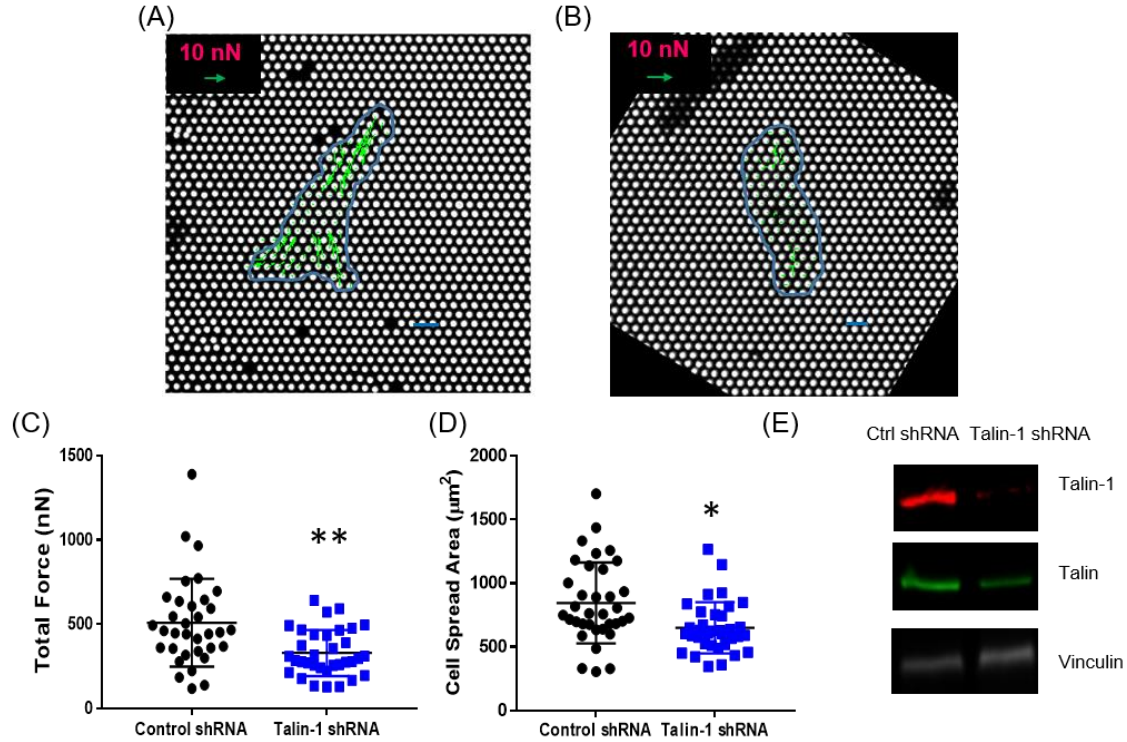 (A)
10 nN
(B)
10 nN
(C)
Total Force (nN)
1500
1000
500
0
**
Control shRNA
Talin-1 shRNA
(D)
Cell Spread Area (μm²)
2000
1500
1000
500
0
*
Control shRNA
Talin-1 shRNA
(E)
Ctrl shRNA Talin-1 shRNA
Talin-1
Talin
Vinculin